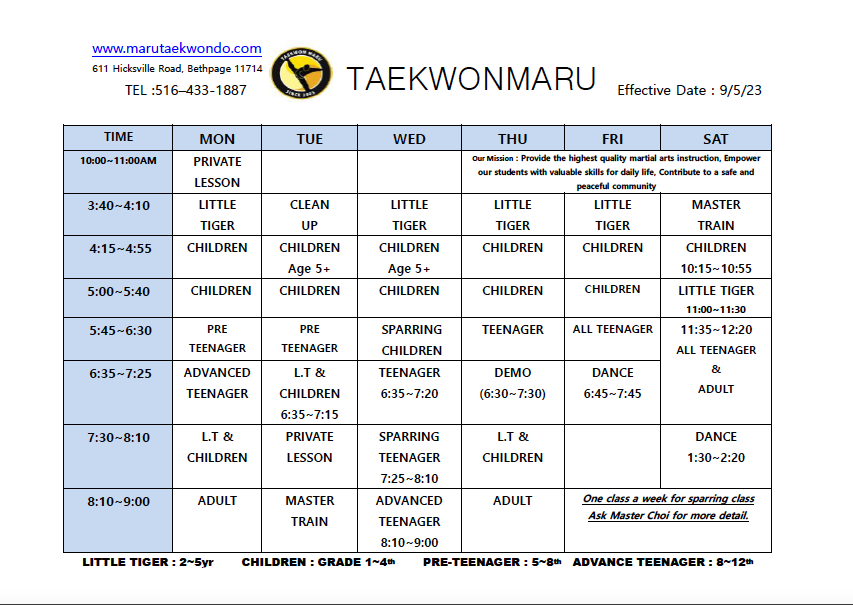 www.marutaekwondo.com
611 Hicksville Road, Bethpage 11714
TEL :516–433-1887
TAEKWON MARU
SINCE 2003
TAEKWONMARU
Effective Date : 9/5/23
TIME MON TUE WED THU FRI SAT
10:00~11:00AM PRIVATE LESSON
Our Mission : Provide the highest quality martial arts instruction, Empower
our students with valuable skills for daily life, Contribute to a safe and
peaceful community
3:40~4:10 LITTLE TIGER CLEAN UP LITTLE TIGER LITTLE TIGER LITTLE TIGER MASTER TRAIN
4:15~4:55 CHILDREN CHILDREN Age 5+ CHILDREN Age 5+ CHILDREN CHILDREN CHILDREN 10:15~10:55
5:00~5:40 CHILDREN CHILDREN CHILDREN CHILDREN CHILDREN LITTLE TIGER 11:00~11:30
5:45~6:30 PRE TEENAGER PRE TEENAGER SPARRING CHILDREN TEENAGER ALL TEENAGER 11:35~12:20 ALL TEENAGER & ADULT
6:35~7:25 ADVANCED TEENAGER L.T & CHILDREN 6:35~7:15 TEENAGER 6:35~7:20 DEMO (6:30~7:30) DANCE 6:45~7:45
7:30~8:10 L.T & CHILDREN PRIVATE LESSON SPARRING TEENAGER 7:25~8:10 L.T & CHILDREN DANCE 1:30~2:20
8:10~9:00 ADULT MASTER TRAIN ADVANCED TEENAGER 8:10~9:00 ADULT
One class a week for sparring class
Ask Master Choi for more detail.
LITTLE TIGER : 2~5yr CHILDREN : GRADE 1~4th PRE-TEENAGER : 5~8th ADVANCE TEENAGER : 8~12th